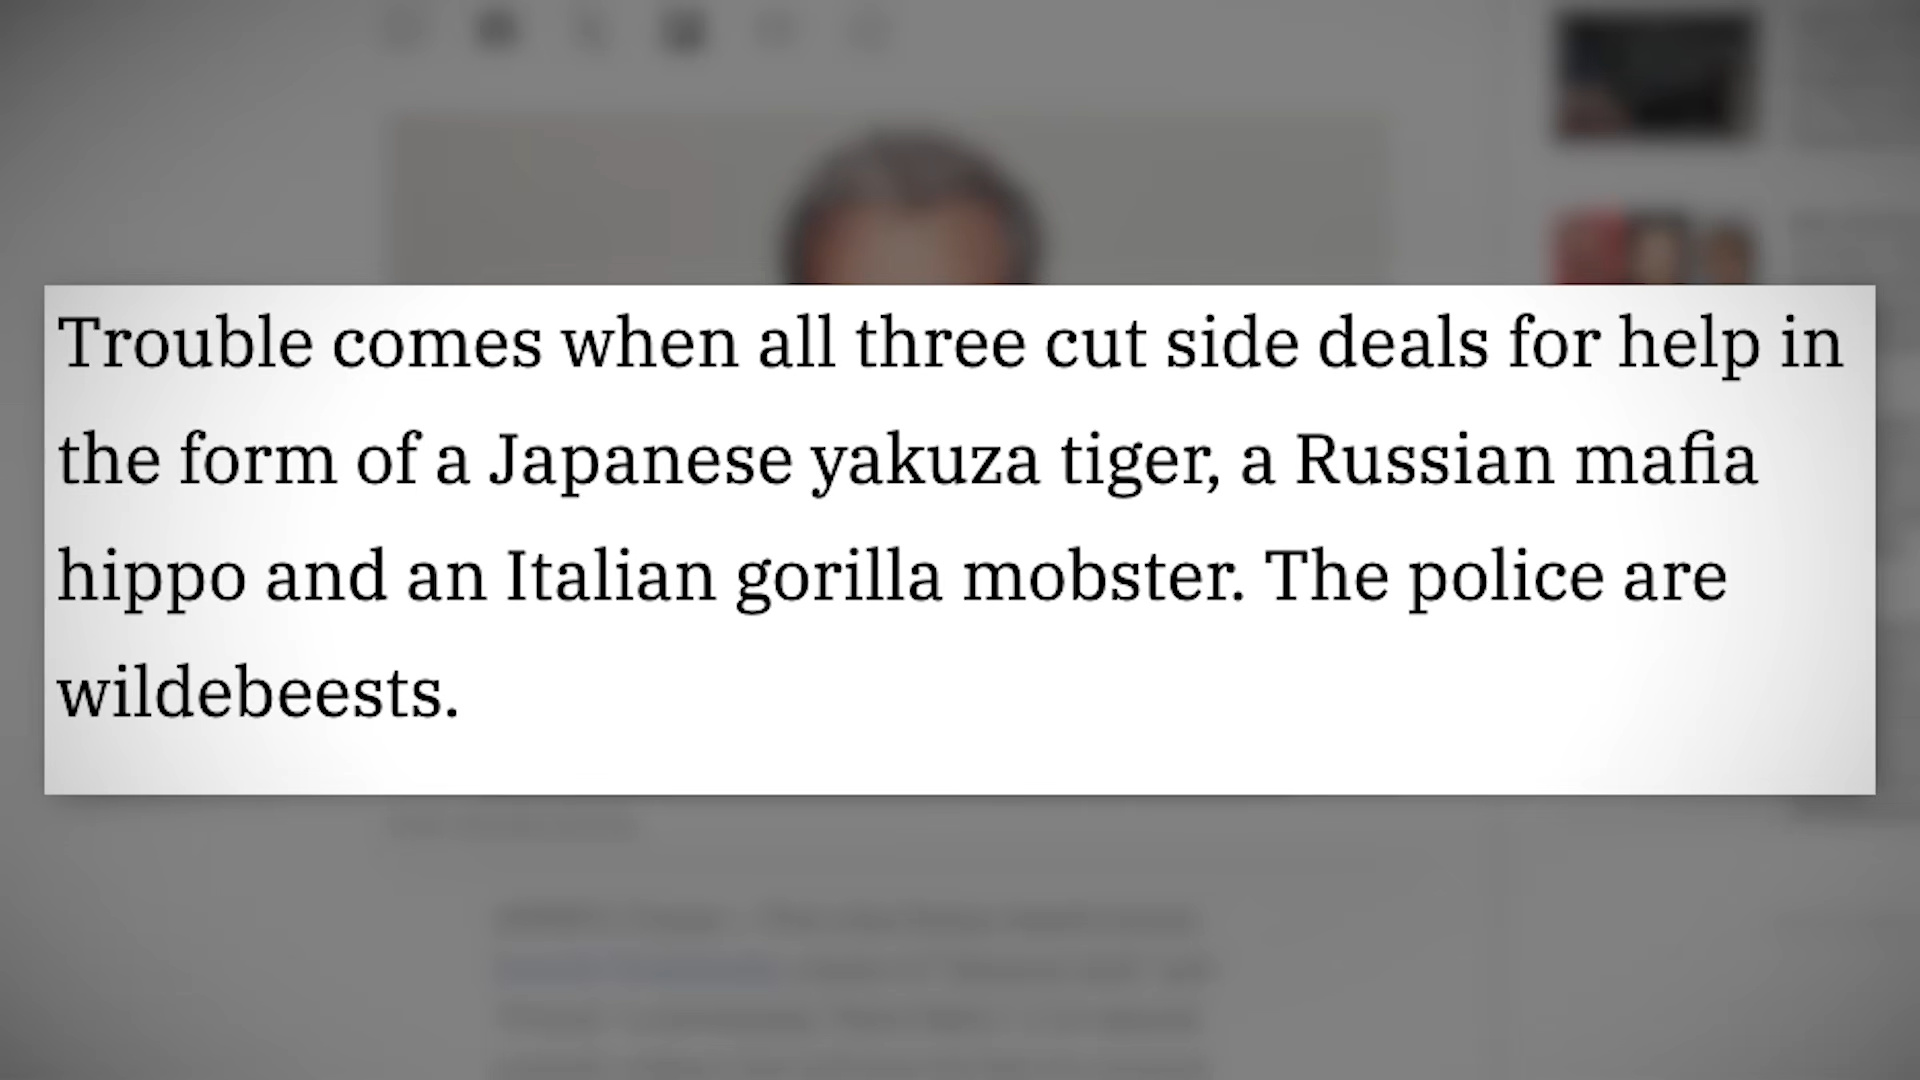 Trouble comes when all three cut side deals for help in
the form of a Japanese yakuza tiger, a Russian mafia
hippo and an Italian gorilla mobster. The police are
wildebeests.